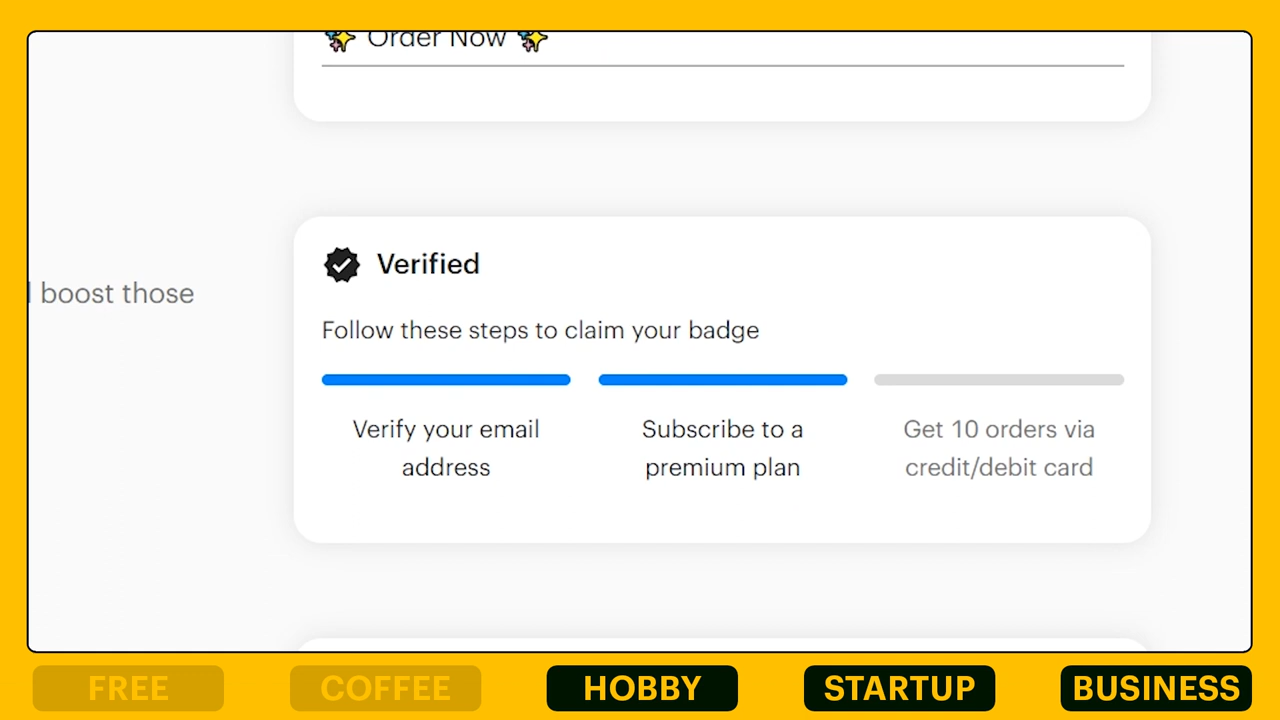 ✨ Order Now ✨
Verified
boost those
Follow these steps to claim your badge
Verify your email
address
Subscribe to a
premium plan
Get 10 orders via
credit/debit card
FREE
COFFEE
HOBBY
STARTUP
BUSINESS